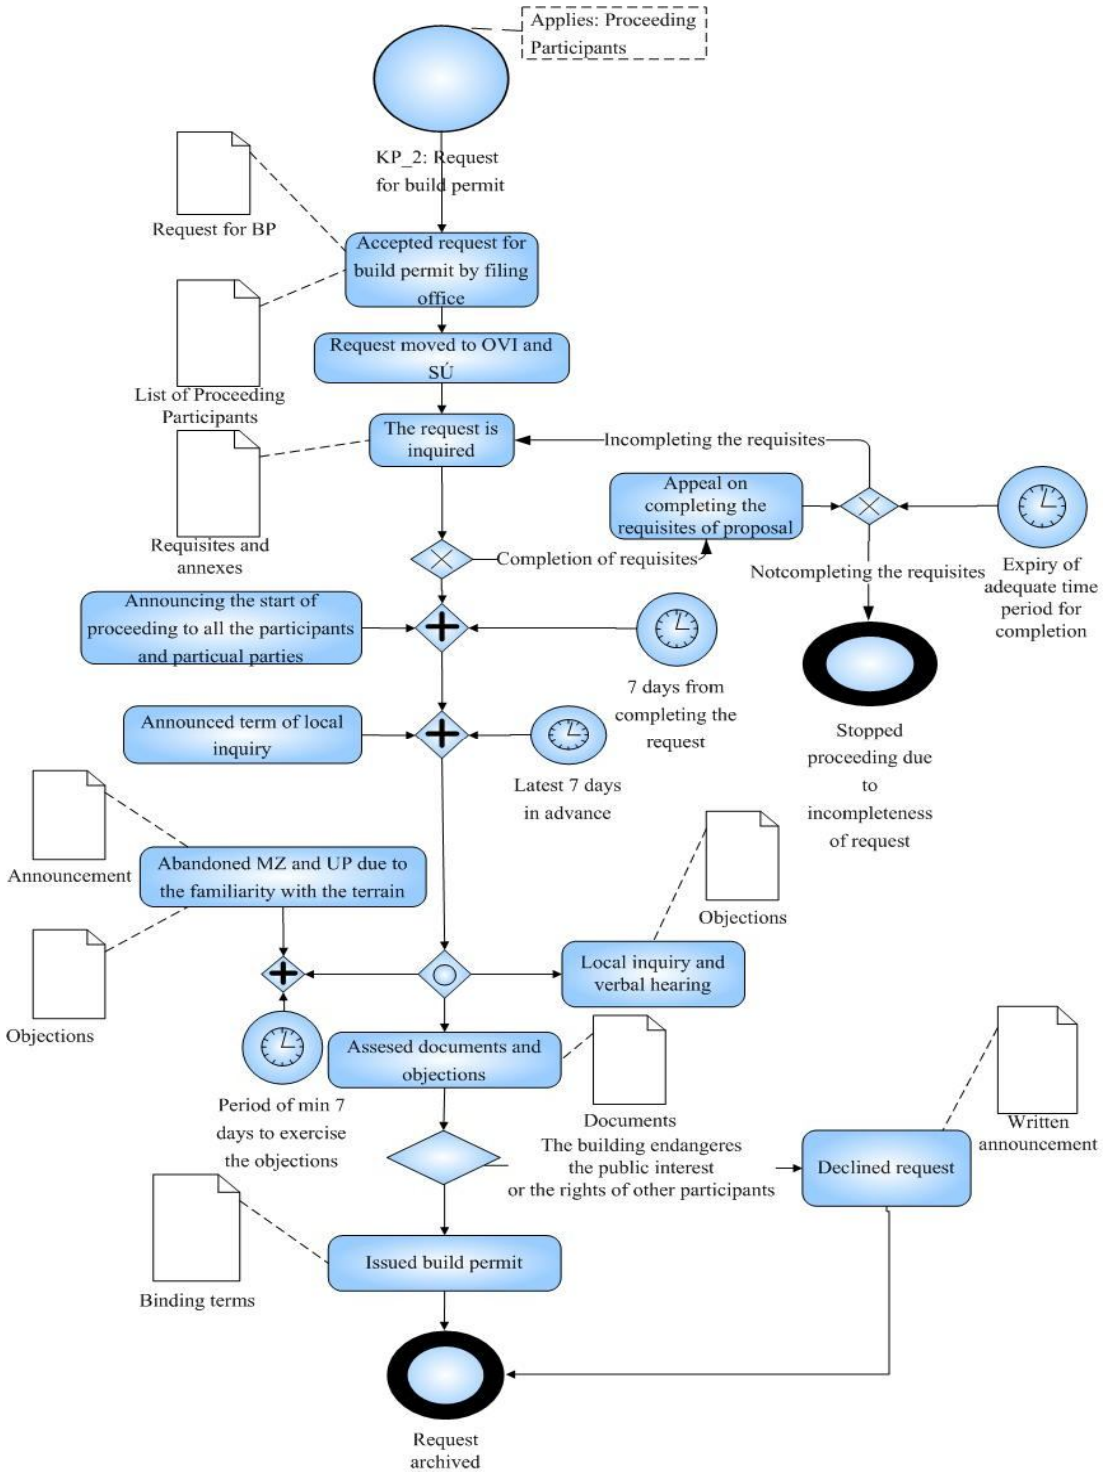 Applies: Proceeding
Participants
KP_2: Request
for build permit
Request for BP
Accepted request for
build permit by filing
office
List of Proceeding
Participants
Request moved to OVI and
SÚ
The request is
inquired
Incompleting the requisites
Requisites and
annexes
Appeal on
completing the
requisites of proposal
Completion of requisites
Notcompleting the requisites
Expiry of
adequate time
period for
completion
Announcing the start of
proceeding to all the participants
and particual parties
7 days from
completing the
request
Stopped
proceeding due
to
incompleteness
of request
Announced term of local
inquiry
Latest 7 days
in advance
Announcement
Abandoned MZ and UP due to
the familiarity with the terrain
Objections
Objections
Local inquiry and
verbal hearing
Period of min 7
days to exercise
the objections
Assesed documents and
objections
Documents
The building endangeres
the public interest
or the rights of other participants
Written
announcement
Declined request
Binding terms
Issued build permit
Request
archived